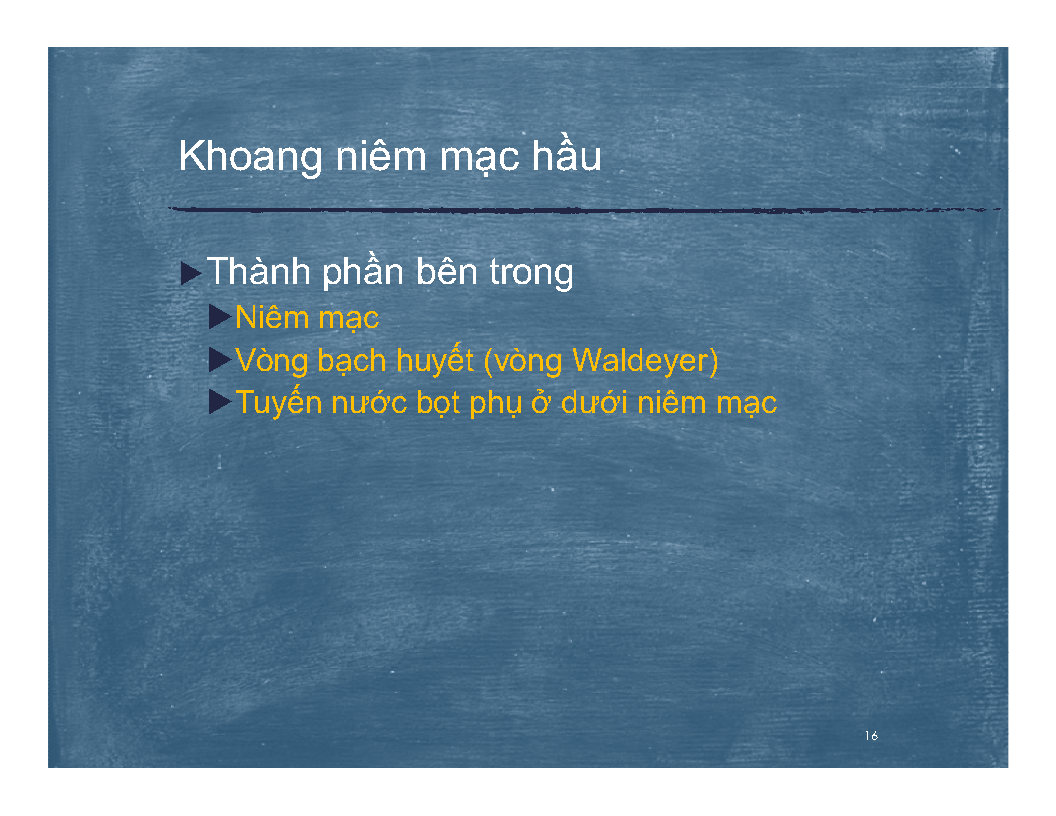 Khoang niêm mạc hầu
Thành phần bên trong
Niêm mạc
Vòng bạch huyết (vòng Waldeyer)
Tuyến nước bọt phụ ở dưới niêm mạc
16